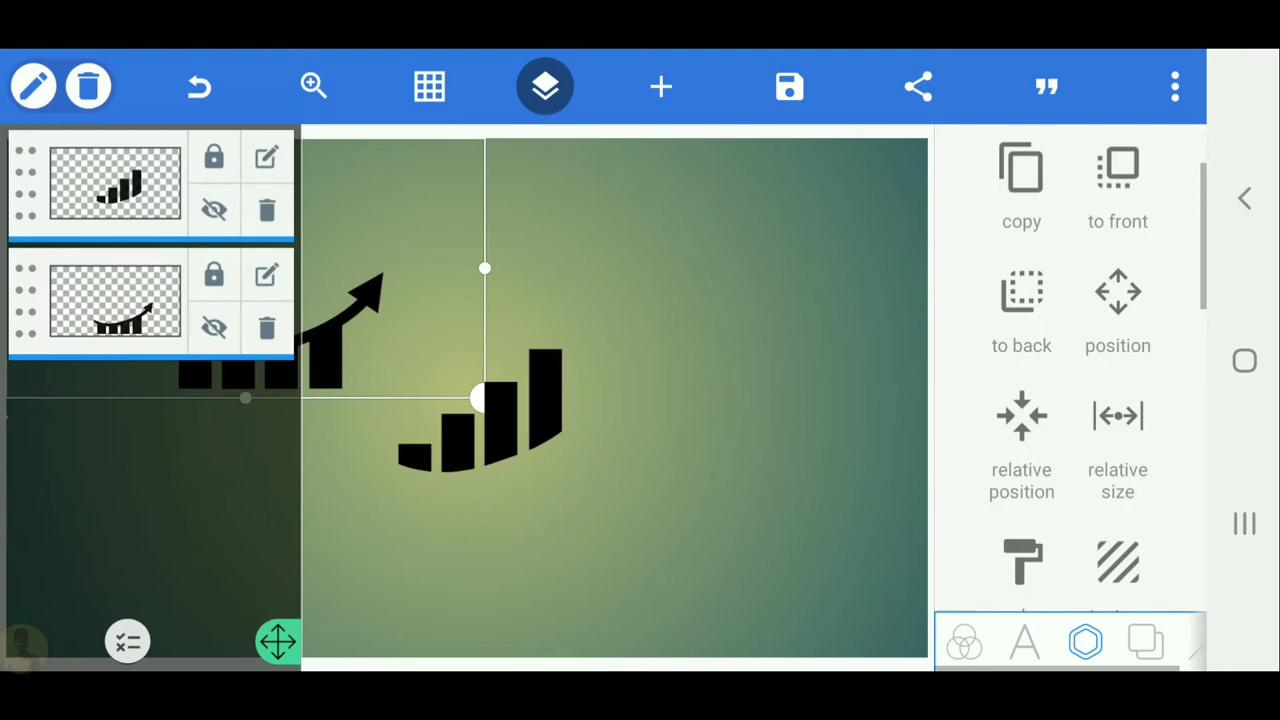 copy
to front
to back
position
relative
position
relative
size